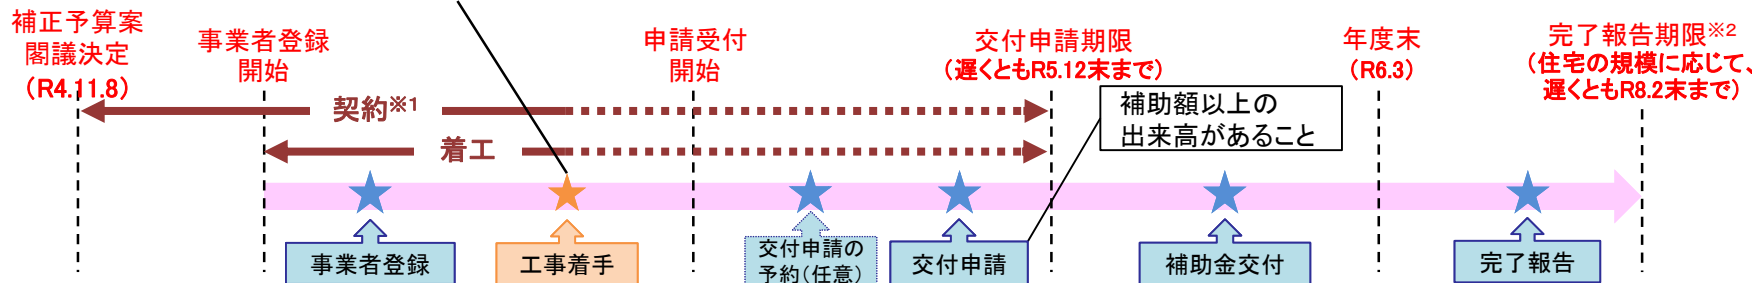 補正予算案
閣議決定
(R4.11.8)
事業者登録
開始
申請受付
開始
交付申請期限
(遅くともR5.12末まで)
年度末
(R6.3)
完了報告期限※2
(住宅の規模に応じて、
遅くともR8.2末まで)
契約※1
着工
補助額以上の
出来高があること
事業者登録
工事着手
交付申請の
予約(任意)
交付申請
補助金交付
完了報告